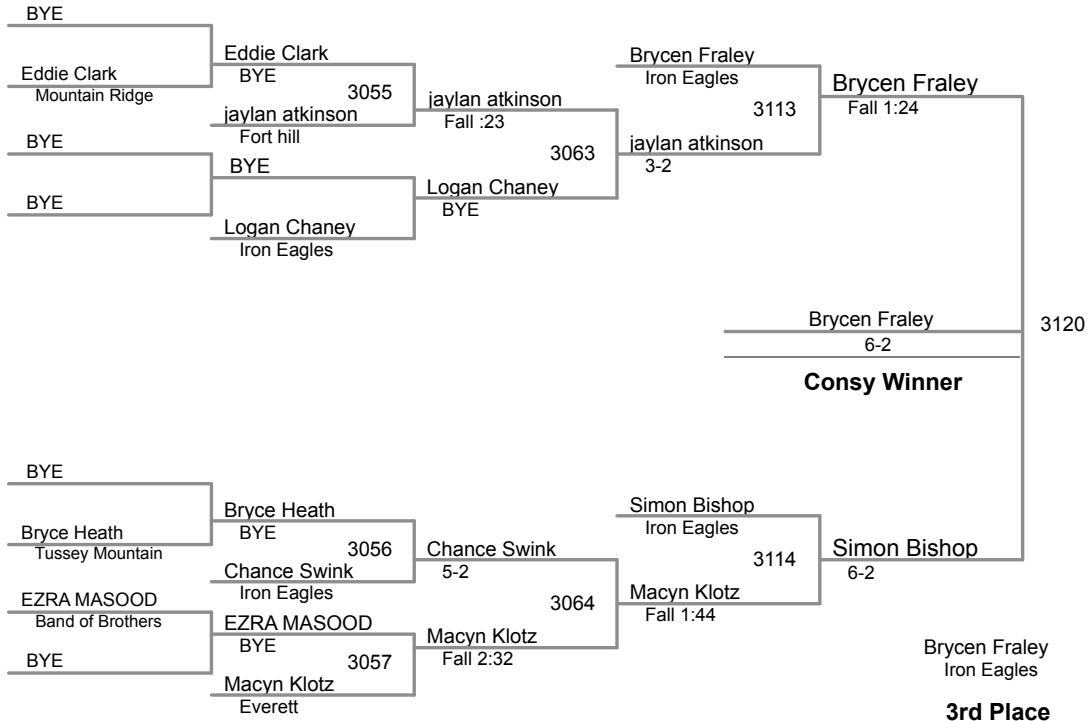 BYE
Eddie Clark
Mountain Ridge
BYE
BYE
Eddie Clark
BYE
3055
jaylan atkinson
Fort hill
BYE
Logan Chaney
Iron Eagles
jaylan atkinson
Fall :23
3063
Logan Chaney
BYE
Brycen Fraley
Iron Eagles
3113
jaylan atkinson
3-2
Brycen Fraley
Fall 1:24
Brycen Fraley
6-2
Consy Winner
3120
BYE
Bryce Heath
Tussey Mountain
EZRA MASOOD
Band of Brothers
BYE
Bryce Heath
BYE
3056
Chance Swink
Iron Eagles
EZRA MASOOD
BYE
3057
Macyn Klotz
Everett
Chance Swink
5-2
3064
Macyn Klotz
Fall 2:32
Simon Bishop
Iron Eagles
3114
Macyn Klotz
Fall 1:44
Simon Bishop
6-2
Brycen Fraley
Iron Eagles
3rd Place